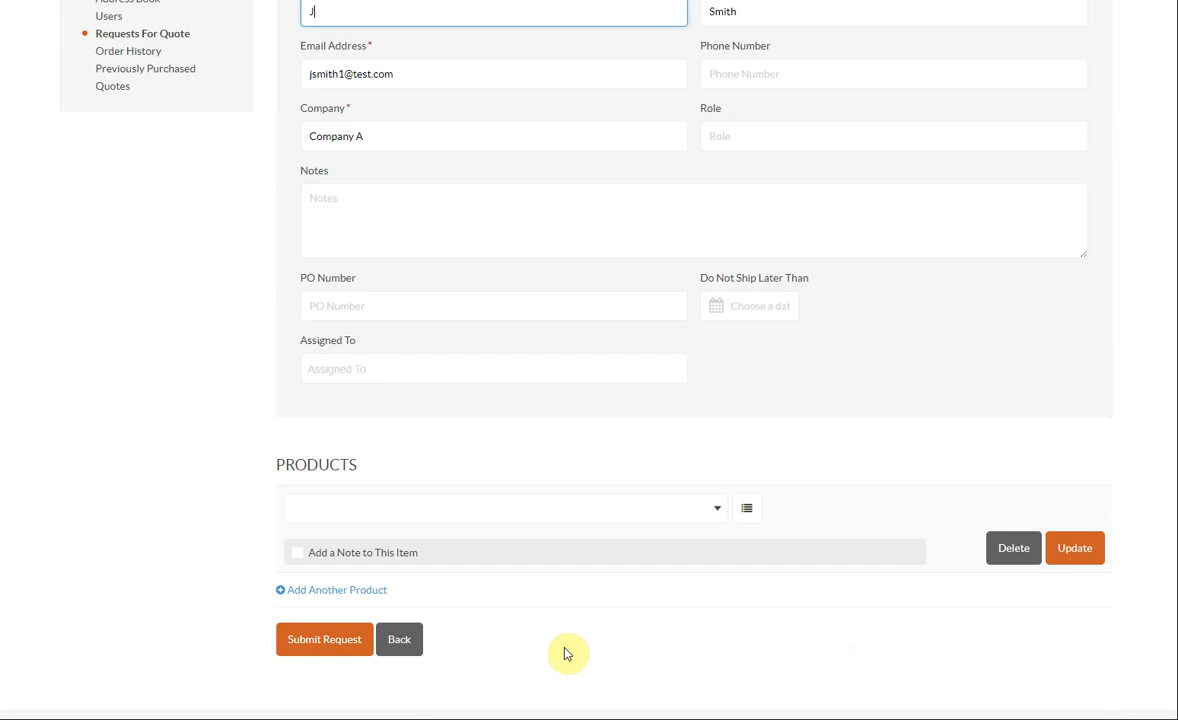 Address Book
Users
Requests For Quote
Order History
Previously Purchased
Quotes
J
Smith
Email Address*
Phone Number
jsmith1@test.com
Phone Number
Company*
Role
Company A
Role
Notes
Notes
PO Number
Do Not Ship Later Than
PO Number
Choose a dat
Assigned To
Assigned To
PRODUCTS
Add a Note to This Item
Delete
Update
Add Another Product
Submit Request
Back